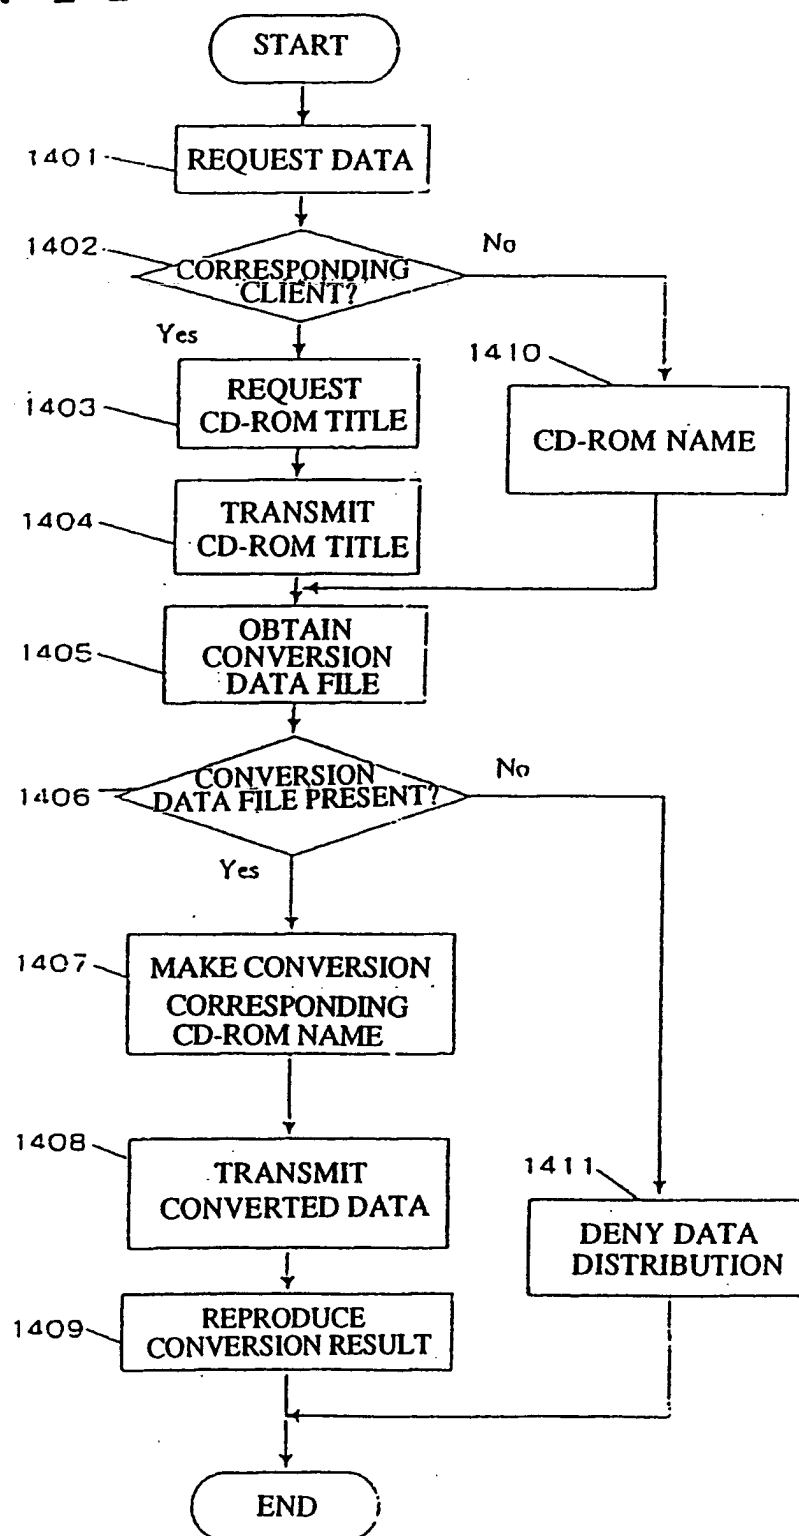 START
1401
REQUEST DATA
1402
CORRESPONDING
CLIENT?
No
Yes
1410
CD-ROM NAME
1403
REQUEST
CD-ROM TITLE
1404
TRANSMIT
CD-ROM TITLE
1405
OBTAIN
CONVERSION
DATA FILE
1406
CONVERSION
DATA FILE PRESENT?
No
Yes
1407
MAKE CONVERSION
CORRESPONDING
CD-ROM NAME
1408
TRANSMIT
CONVERTED DATA
1411
DENY DATA
DISTRIBUTION
1409
REPRODUCE
CONVERSION RESULT
END